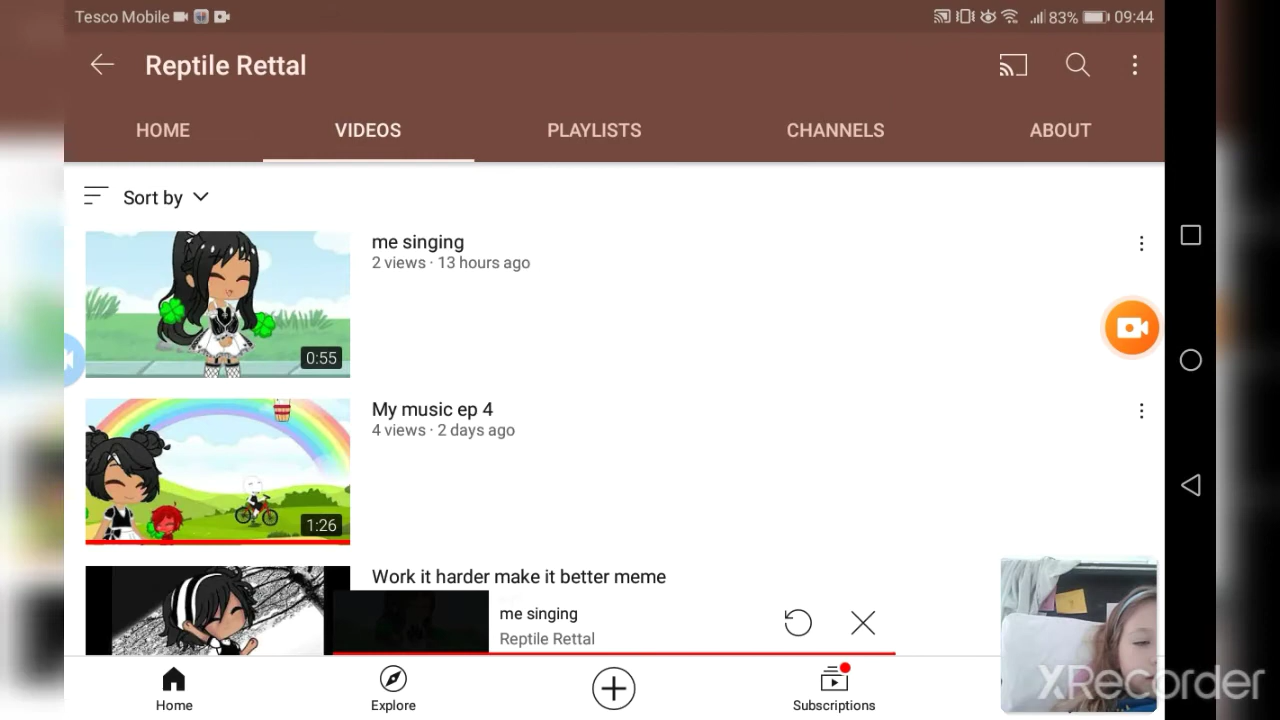 Tesco Mobile
83% 09:44
Reptile Rettal
HOME
VIDEOS
PLAYLISTS
CHANNELS
ABOUT
Sort by
me singing
2 views · 13 hours ago
0:55
My music ep 4
4 views · 2 days ago
1:26
Work it harder make it better meme
me singing
Reptile Rettal
Home
Explore
Subscriptions
XRecorder